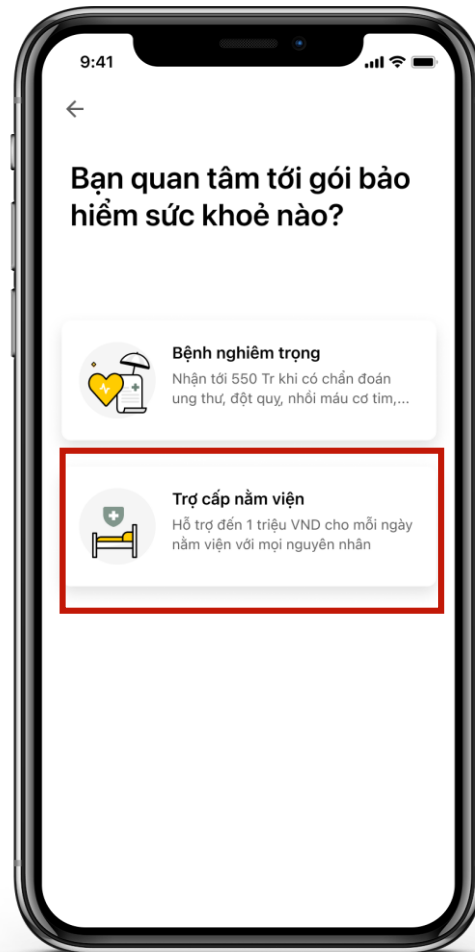 9:41
Bạn quan tâm tới gói bảo
hiểm sức khoẻ nào?
Bệnh nghiêm trọng
Nhận tới 550 Tr khi có chẩn đoán
ung thư, đột quỵ, nhồi máu cơ tim,...
Trợ cấp nằm viện
Hỗ trợ đến 1 triệu VND cho mỗi ngày
nằm viện với mọi nguyên nhân